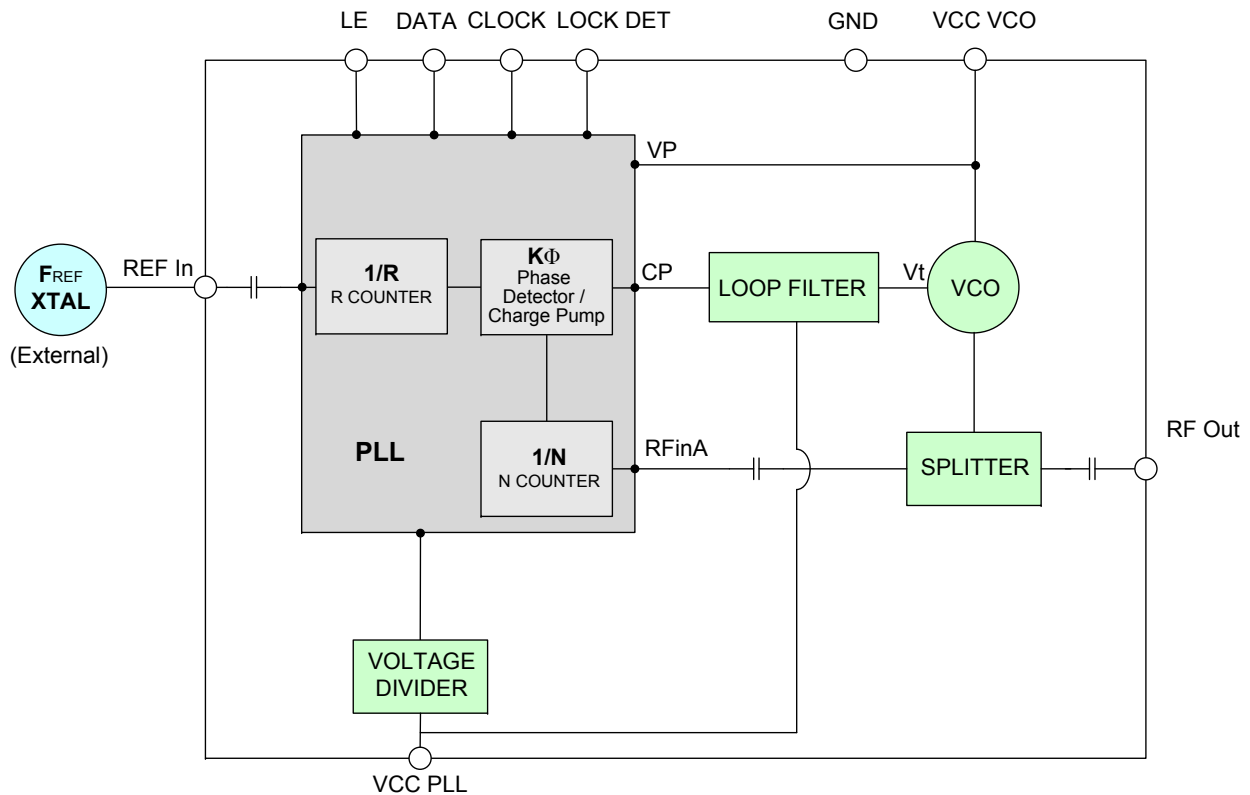 LE
DATA
CLOCK
LOCK DET
GND
VCC VCO
VP
REF In
FREF
XTAL
(External)
1/R
R COUNTER
KΦ
Phase
Detector /
Charge Pump
CP
LOOP FILTER
Vt
VCO
PLL
1/N
N COUNTER
RFinA
SPLITTER
RF Out
VOLTAGE
DIVIDER
VCC PLL